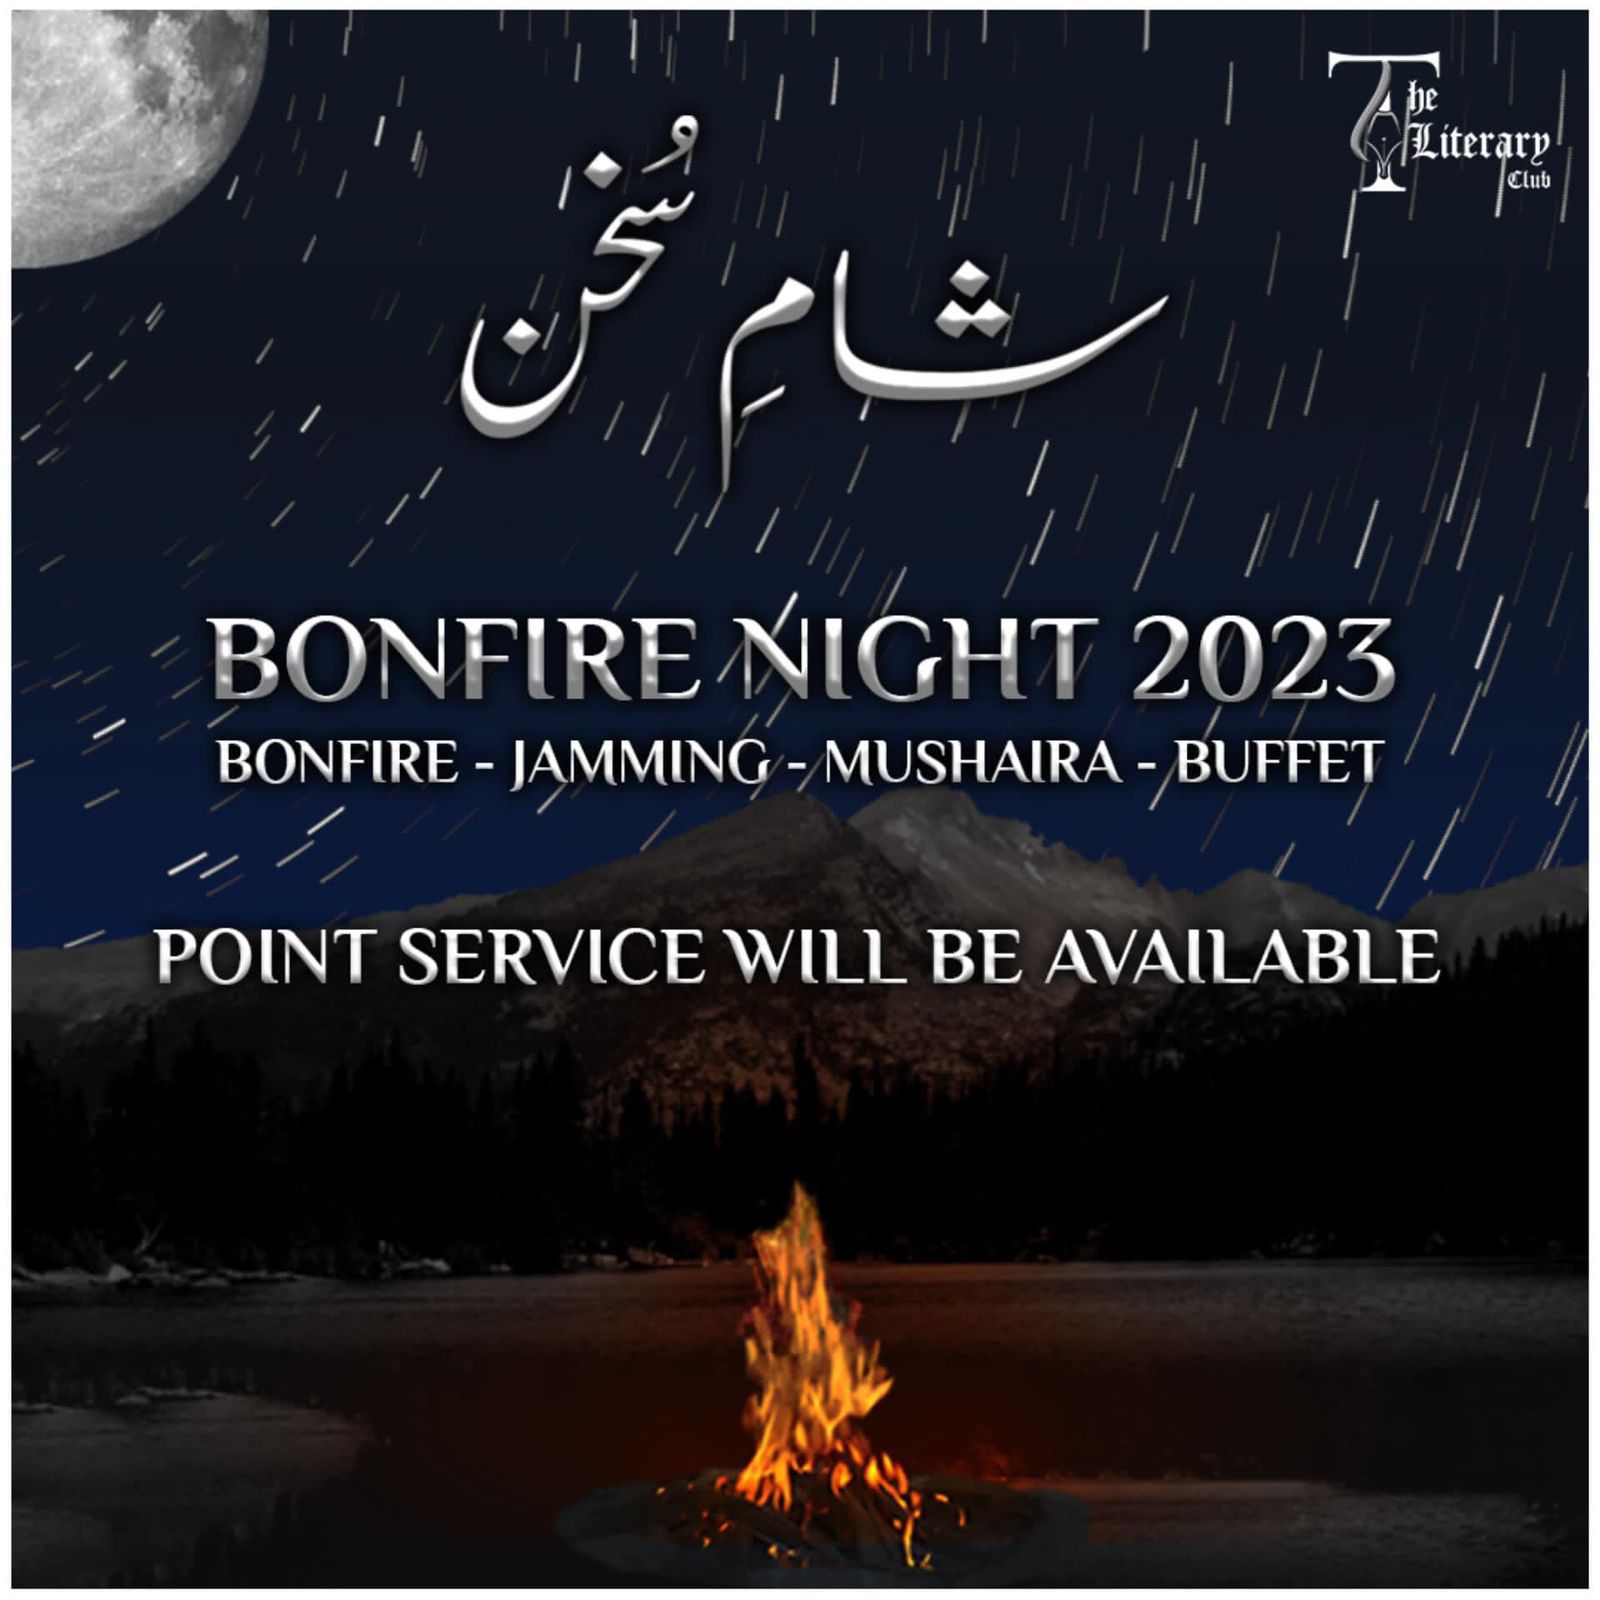 The
Literary
Club
شامِ سُخن
BONFIRE NIGHT 2023
BONFIRE - JAMMING - MUSHAIRA - BUFFET
POINT SERVICE WILL BE AVAILABLE